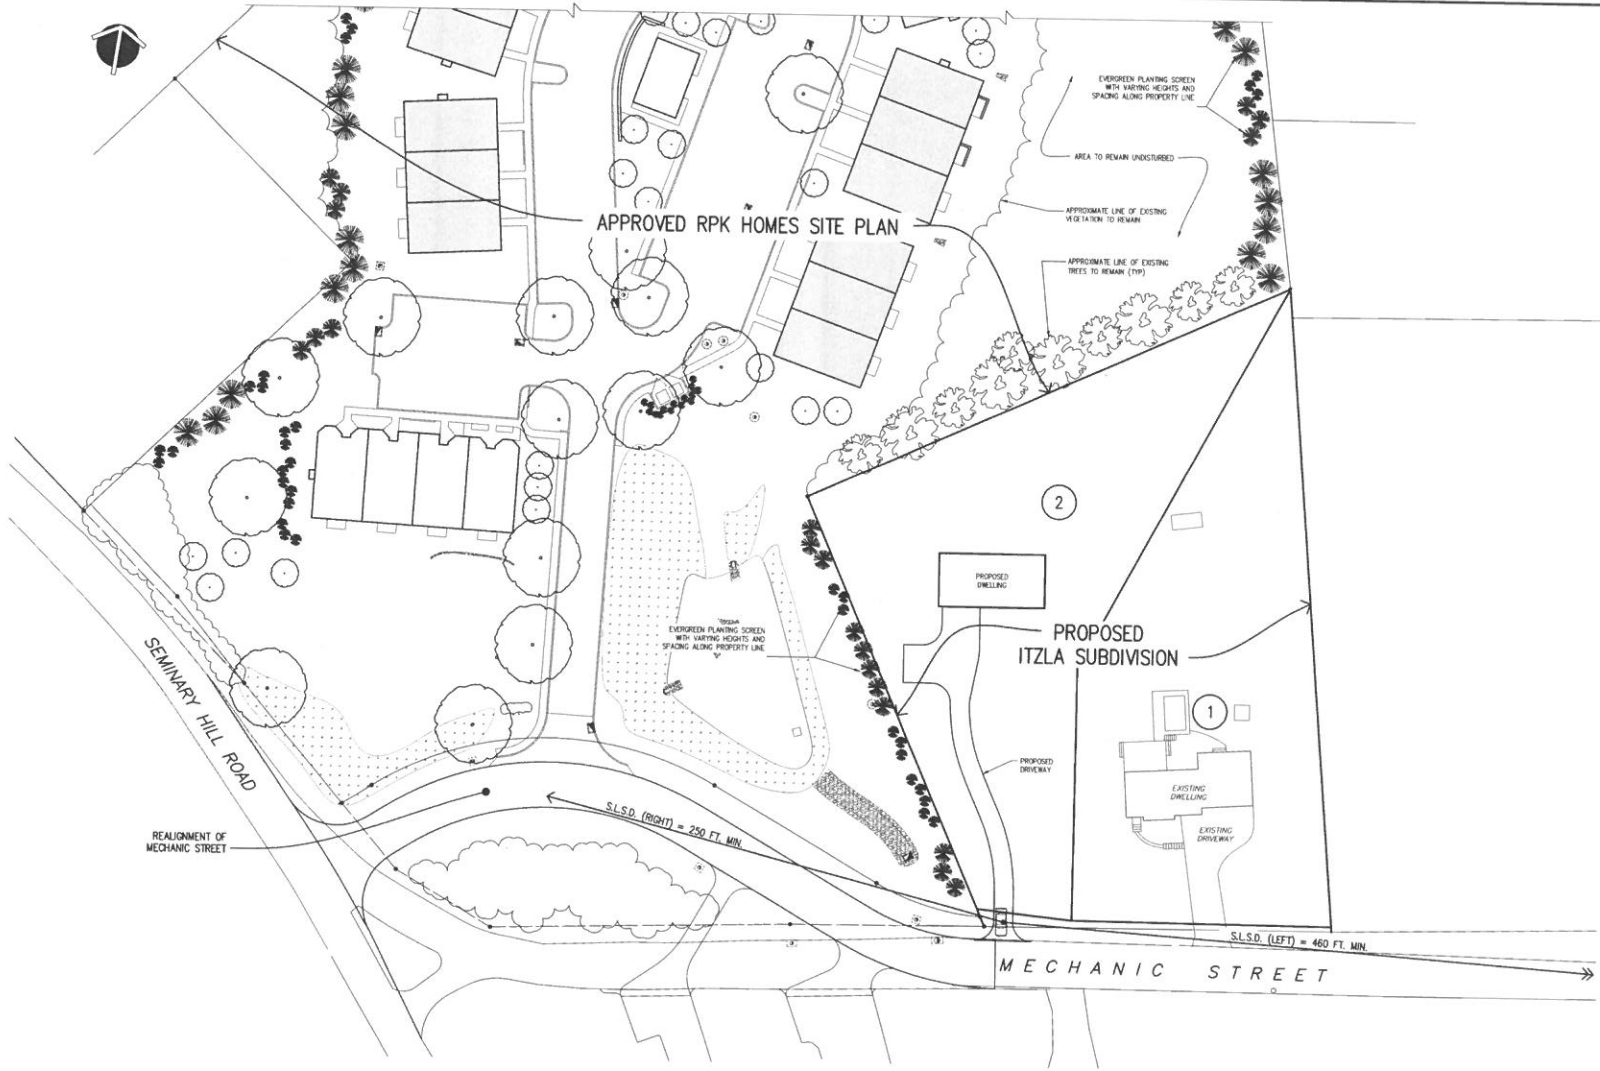 EVERGREEN PLANTING SCREEN
WITH VARYING HEIGHTS AND
SPACING ALONG PROPERTY LINE
AREA TO REMAIN UNDISTURBED
APPROXIMATE LINE OF EXISTING
VEGETATION TO REMAIN
APPROVED RPK HOMES SITE PLAN
APPROXIMATE LINE OF EXISTING
TREES TO REMAIN (TYP)
2
PROPOSED
DWELLING
EVERGREEN PLANTING SCREEN
WITH VARYING HEIGHTS AND
SPACING ALONG PROPERTY LINE
PROPOSED
ITZLA SUBDIVISION
SEMINARY HILL ROAD
1
PROPOSED
DRIVEWAY
EXISTING
DWELLING
EXISTING
DRIVEWAY
S.L.S.D. (RIGHT) = 250 FT. MIN.
REALIGNMENT OF
MECHANIC STREET
S.L.S.D. (LEFT) = 460 FT. MIN.
MECHANIC STREET